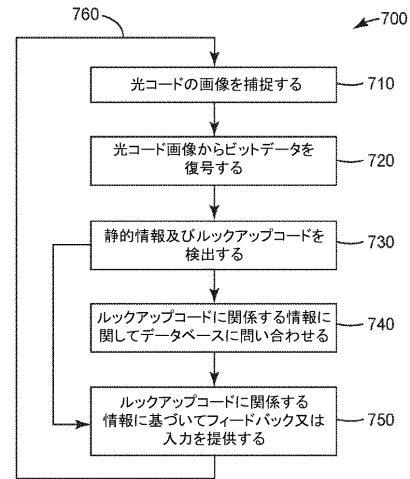 760
700
光コードの画像を捕捉する
710
光コード画像からビットデータを
復号する
720
静的情報及びルックアップコードを
検出する
730
ルックアップコードに関係する情報に
関してデータベースに問い合わせる
740
ルックアップコードに関係する
情報に基づいてフィードバック又は
入力を提供する
750